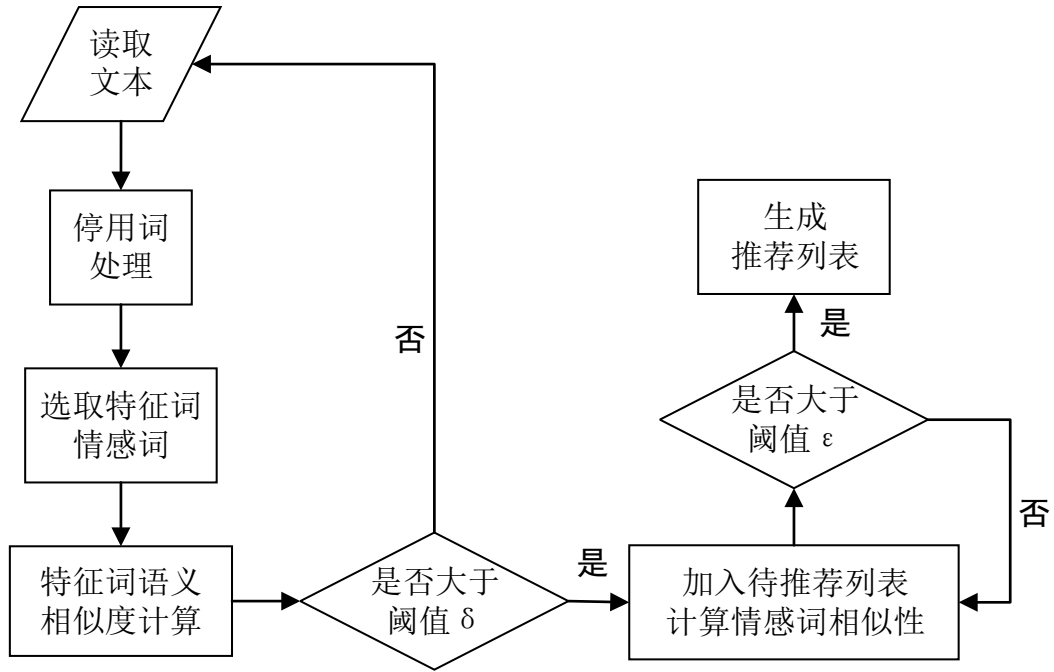 读取
文本
停用词
处理
选取特征词
情感词
特征词语义
相似度计算
是否大于
阈值 δ
否
是
加入待推荐列表
计算情感词相似性
是否大于
阈值 ε
否
是
生成
推荐列表